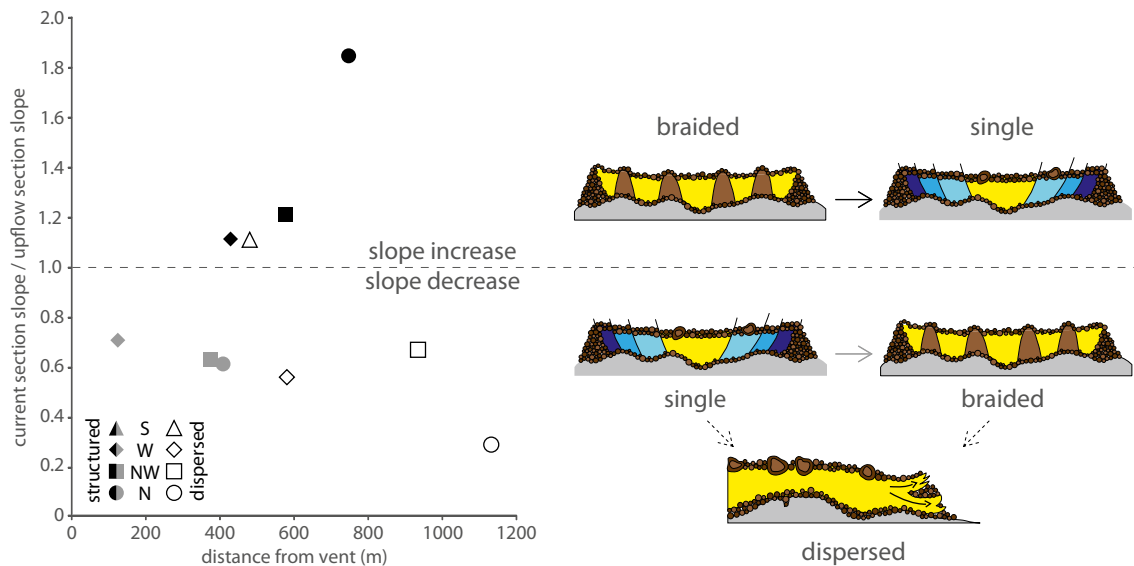 current section slope / upflow section slope
2.0
1.8
1.6
1.4
1.2
1.0
0.8
0.6
0.4
0.2
0
0
200
400
600
800
1000
1200
distance from vent (m)
slope increase
slope decrease
structured
S
W
NW
N
dispersed
braided
single
single
braided
dispersed